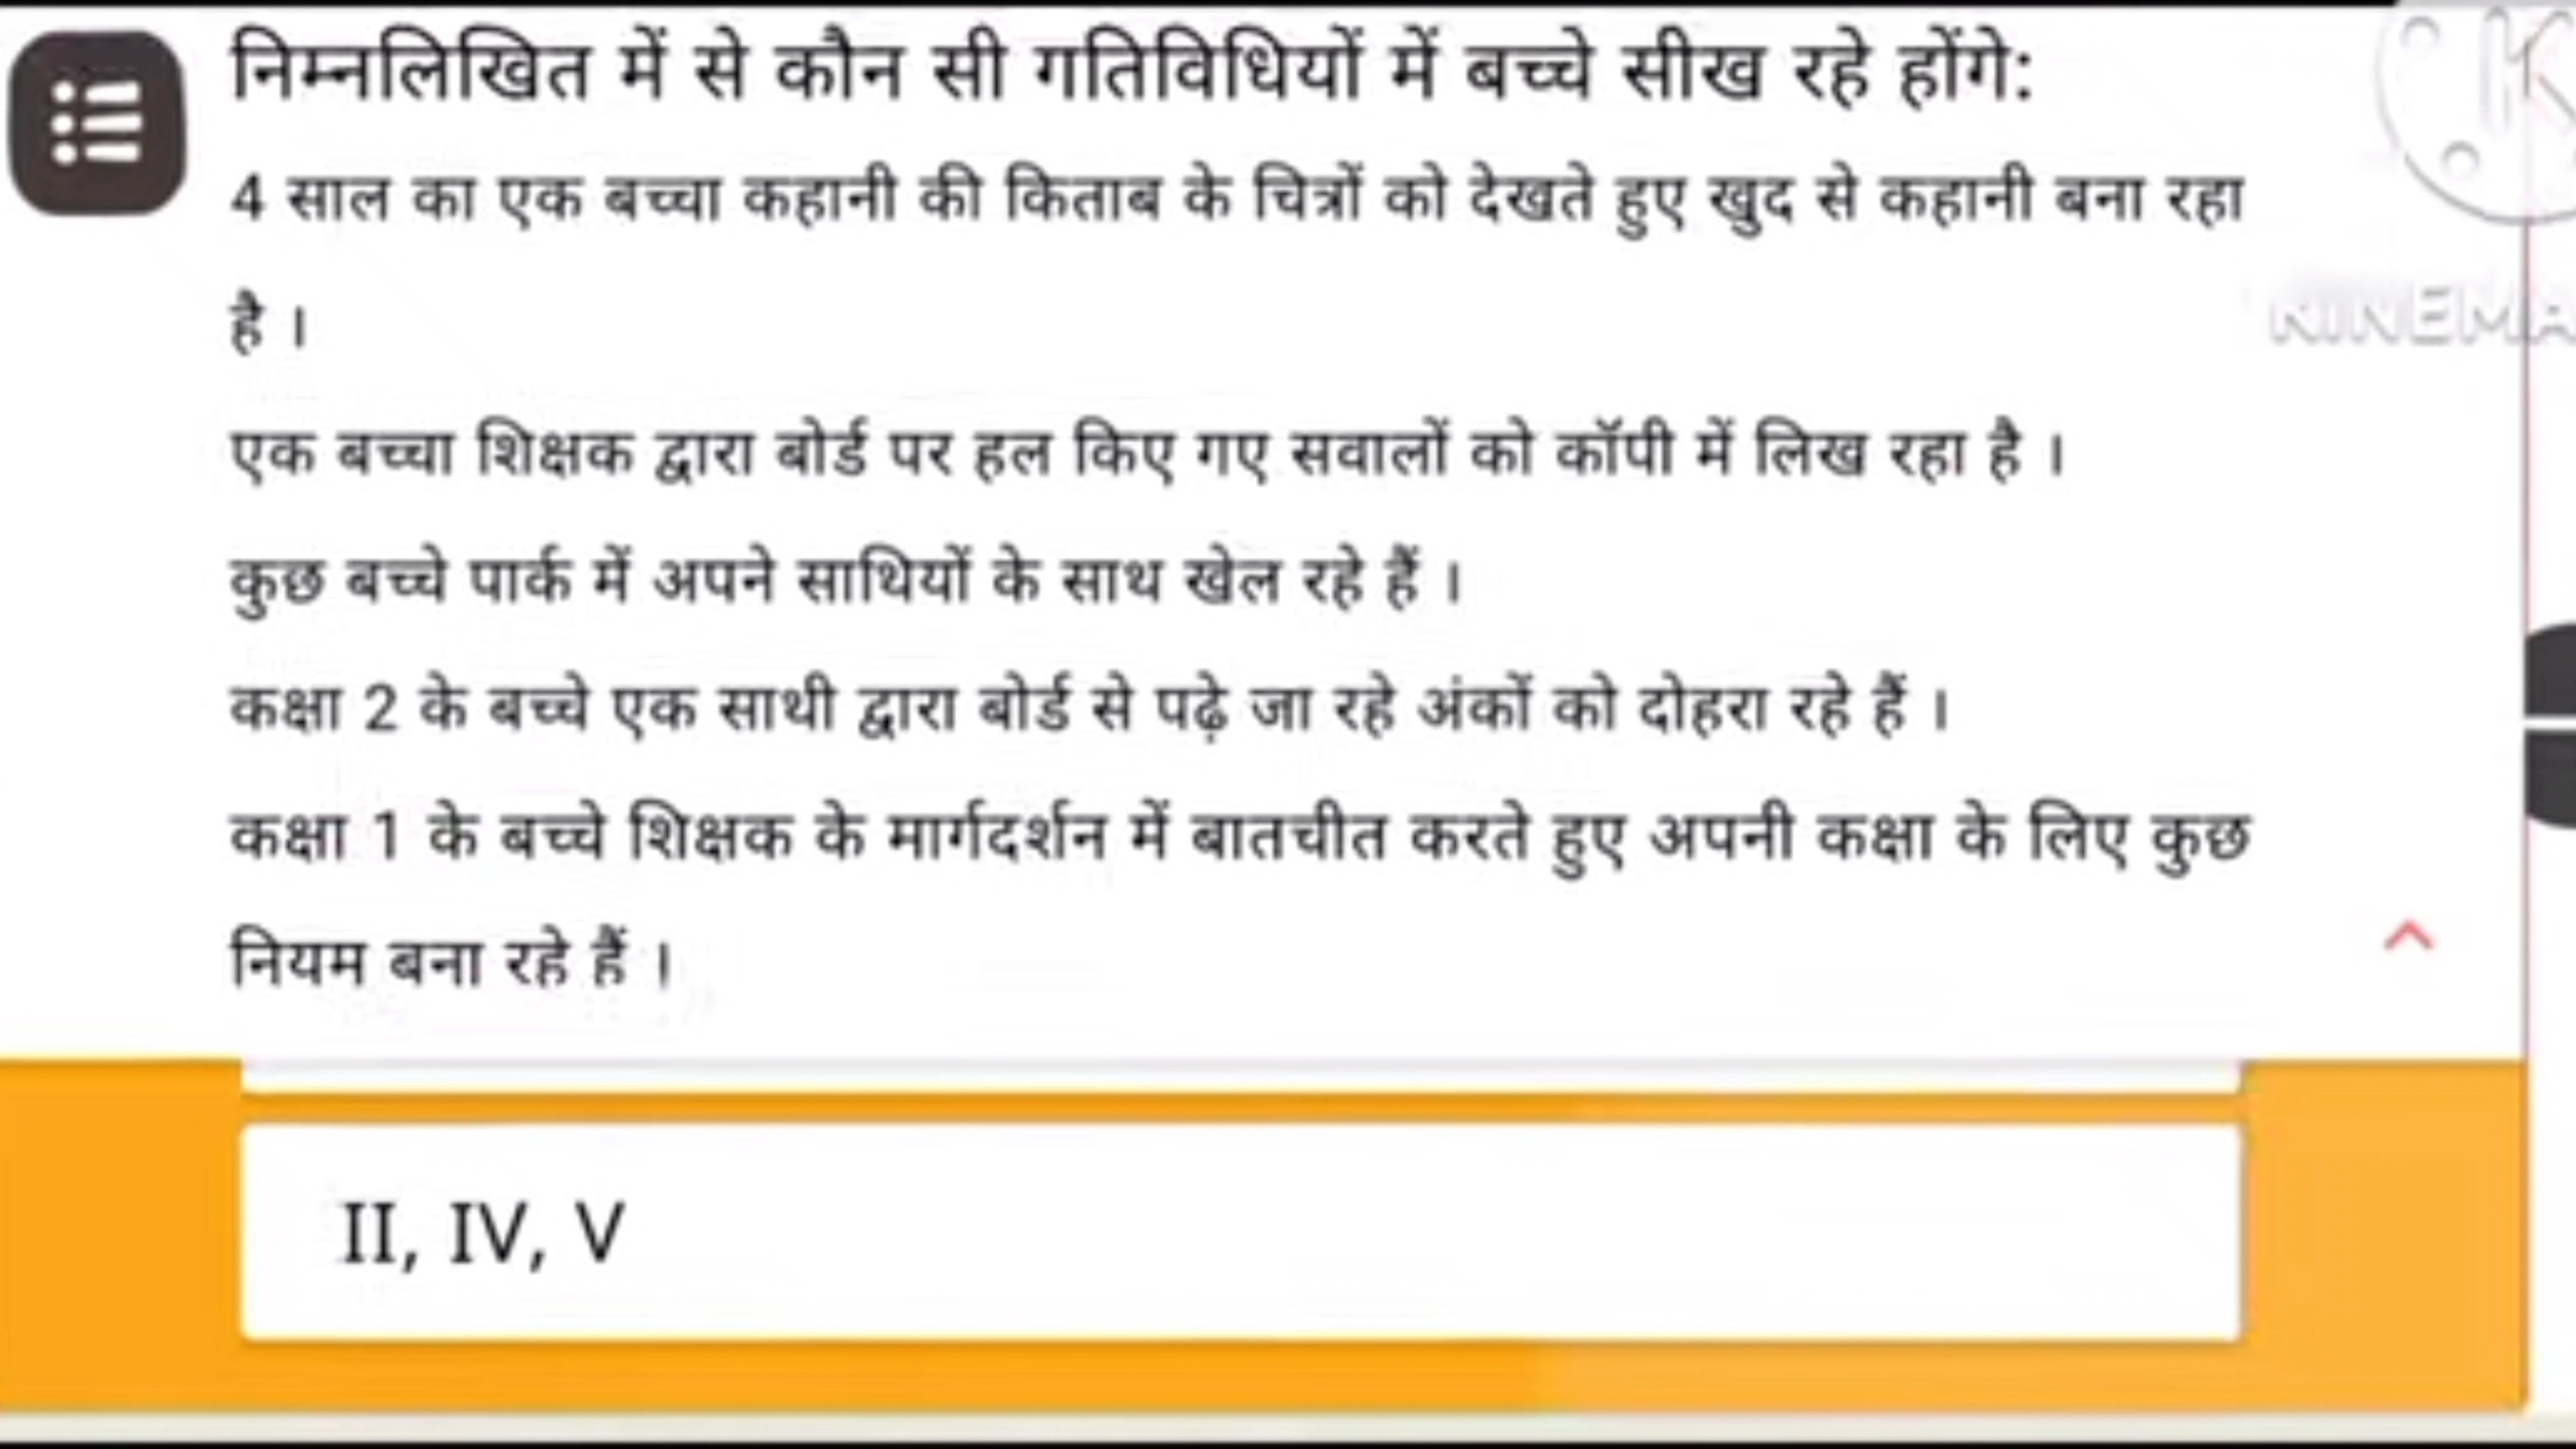 निम्नलिखित में से कौन सी गतिविधियों में बच्चे सीख रहे होंगे:
4 साल का एक बच्चा कहानी की किताब के चित्रों को देखते हुए खुद से कहानी बना रहा
है ।
एक बच्चा शिक्षक द्वारा बोर्ड पर हल किए गए सवालों को कॉपी में लिख रहा है ।
कुछ बच्चे पार्क में अपने साथियों के साथ खेल रहे हैं ।
कक्षा 2 के बच्चे एक साथी द्वारा बोर्ड से पढ़े जा रहे अंकों को दोहरा रहे हैं ।
कक्षा 1 के बच्चे शिक्षक के मार्गदर्शन में बातचीत करते हुए अपनी कक्षा के लिए कुछ
नियम बना रहे हैं ।
II, IV, V
K
KINEMA